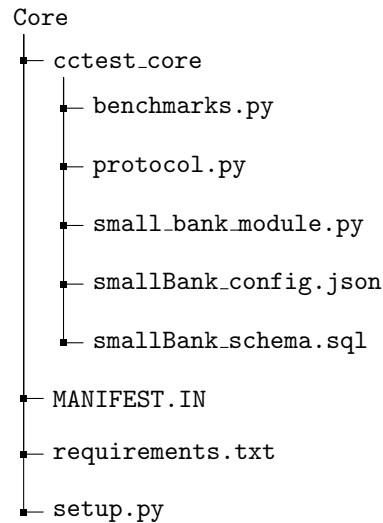 Core
cctest_core
benchmarks.py
protocol.py
small_bank_module.py
smallBank_config.json
smallBank_schema.sql
MANIFEST.IN
requirements.txt
setup.py